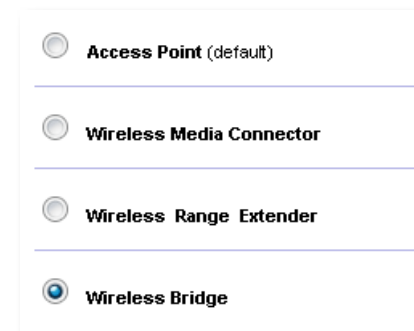 Access Point (default)
Wireless Media Connector
Wireless Range Extender
Wireless Bridge